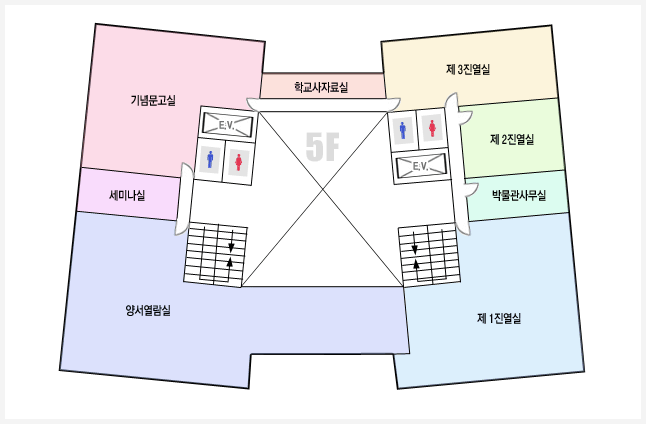 학교사자료실
제 3진열실
기념문고실
E.V.
5F
제 2진열실
E.V.
세미나실
박물관사무실
양서열람실
제 1진열실